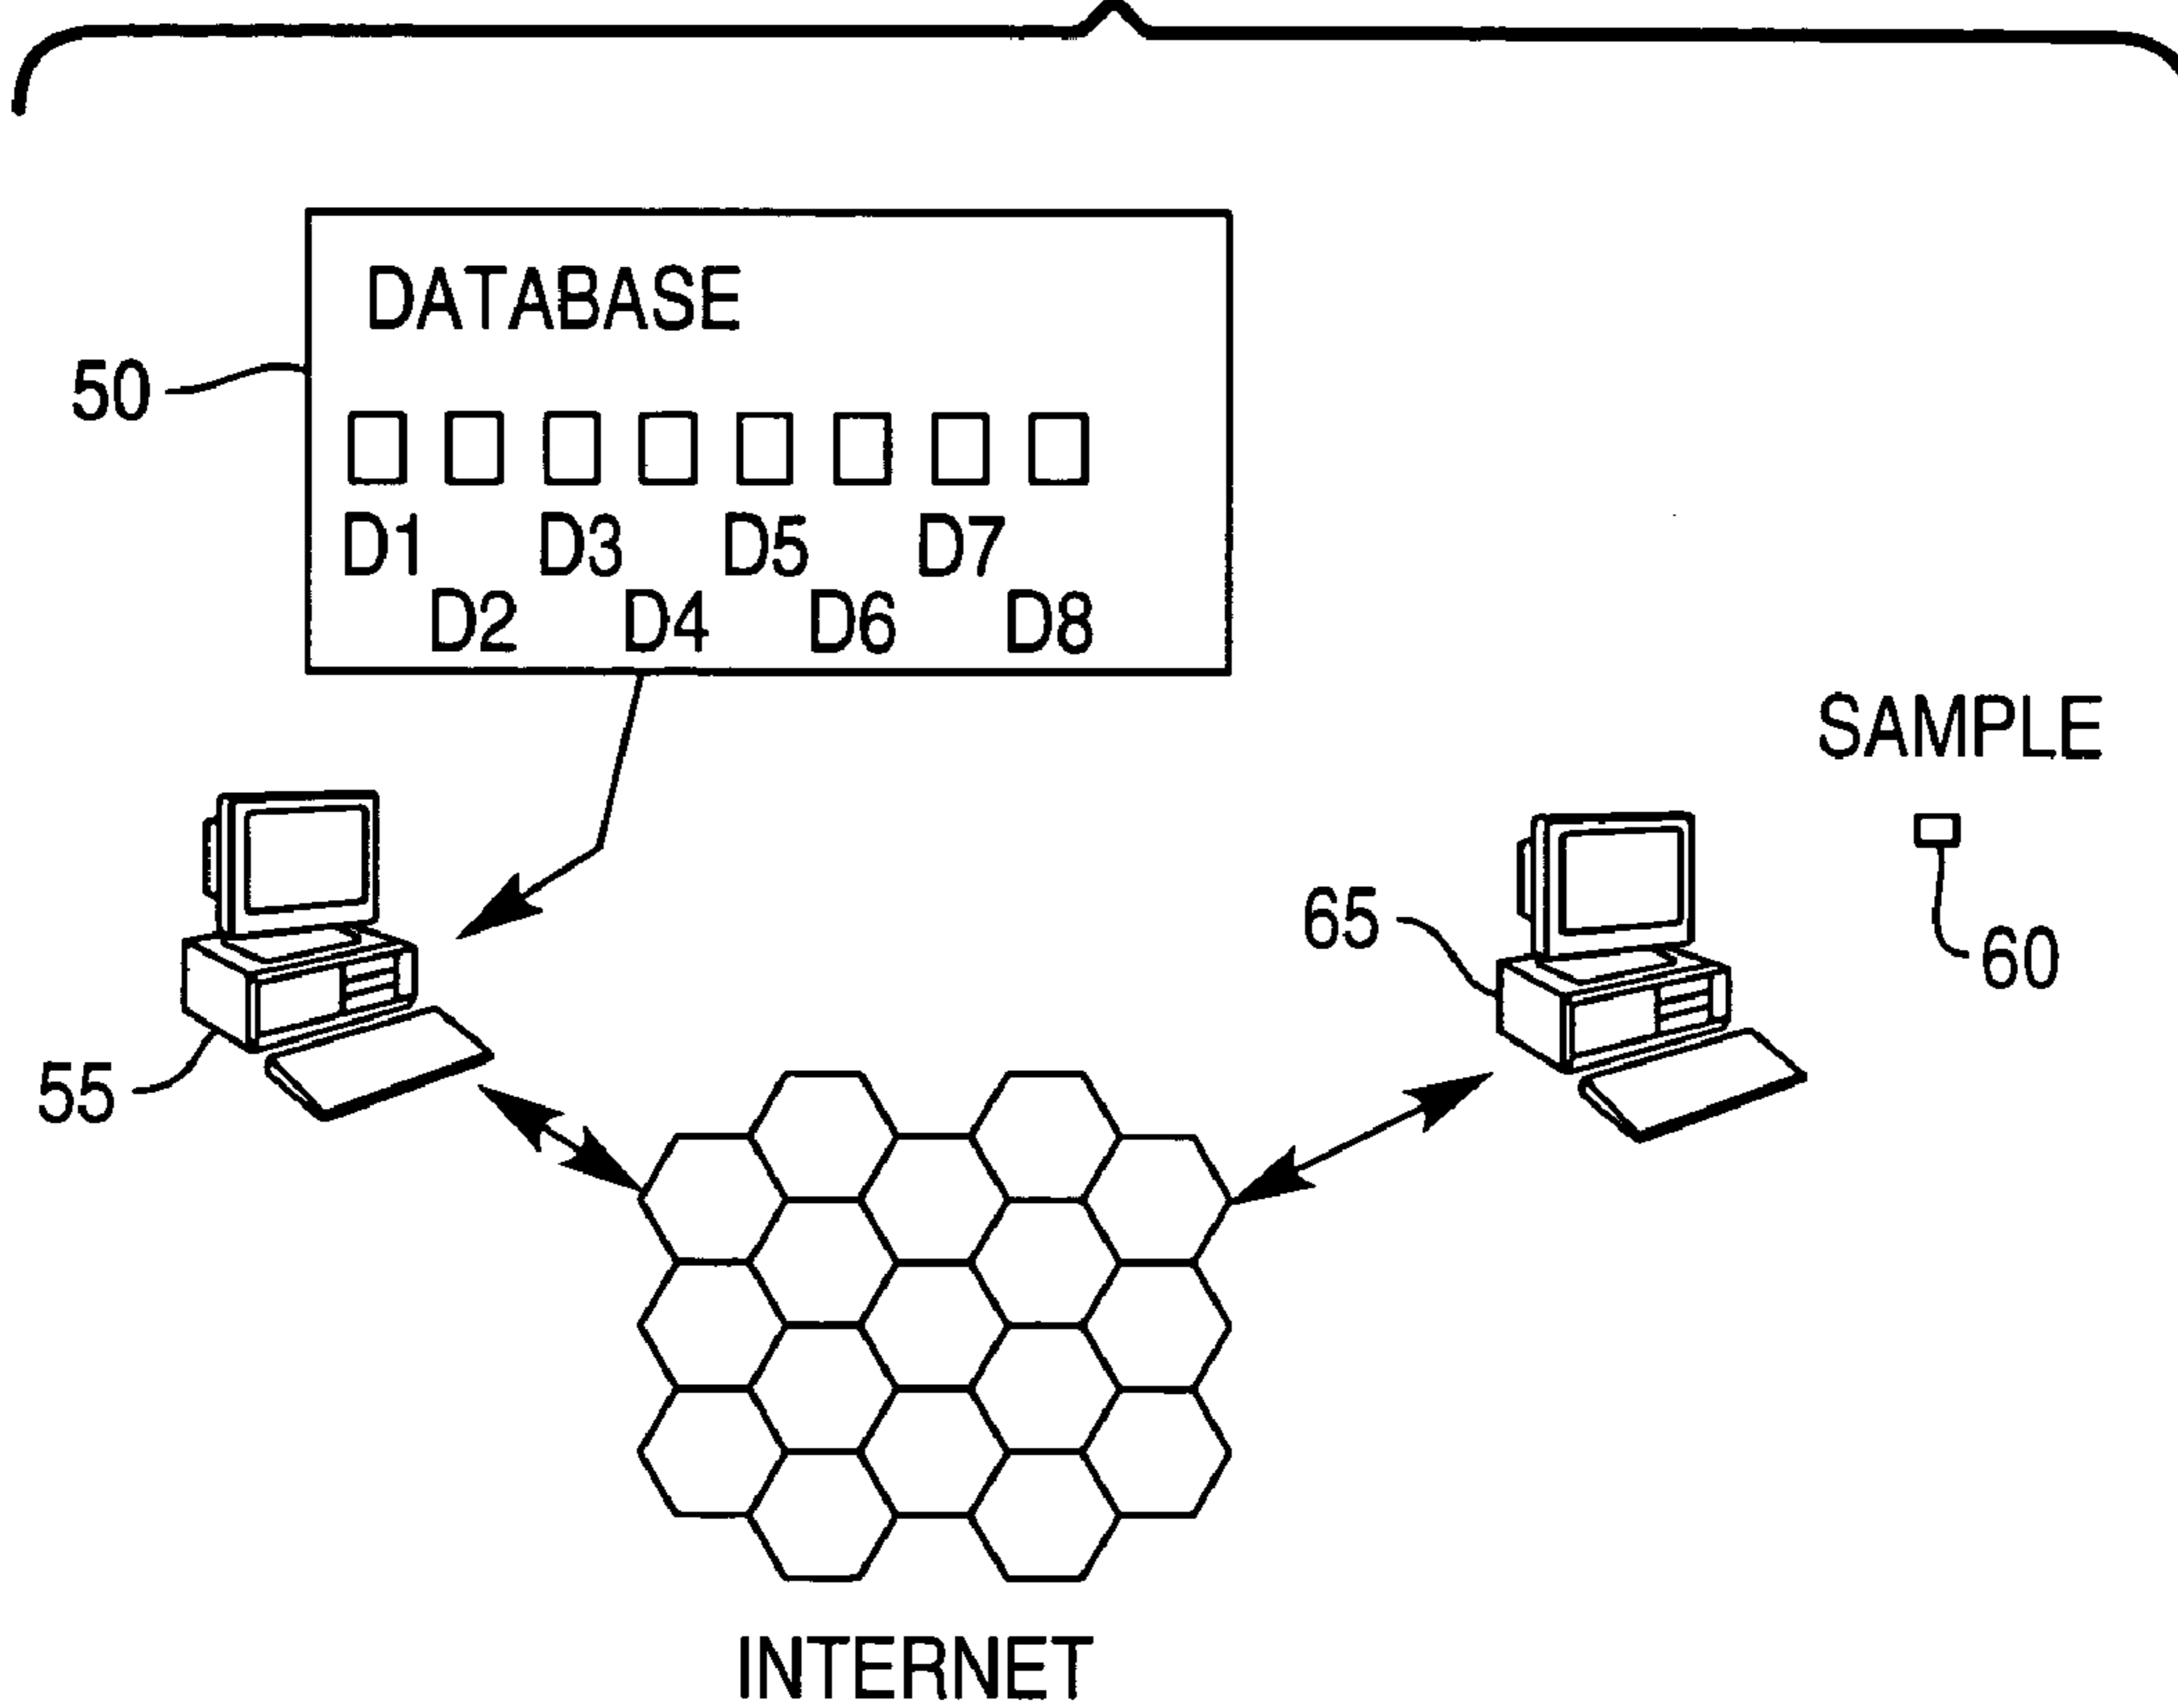 DATABASE
50
D1 D3 D5 D7
D2 D4 D6 D8
SAMPLE
65
60
55
INTERNET